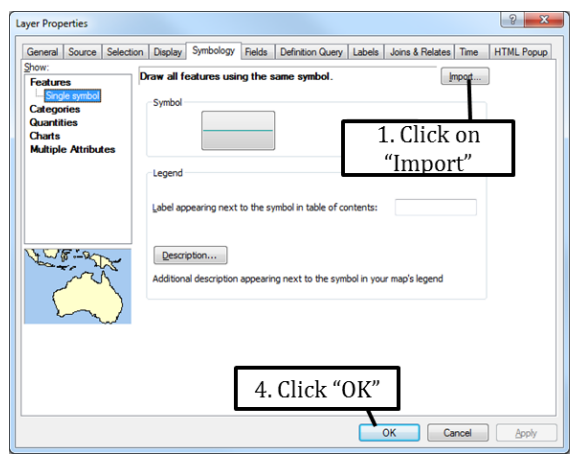 Layer Properties
General Source Selection Display Symbology Fields Definition Query Labels Joins & Relates Time HTML Popup
Show:
Features
Single symbol
Categories
Quantities
Charts
Multiple Attributes
Draw all features using the same symbol.
Import...
Symbol
1. Click on
“Import”
Legend
Label appearing next to the symbol in table of contents:
Description...
Additional description appearing next to the symbol in your map's legend
4. Click “OK”
OK Cancel Apply